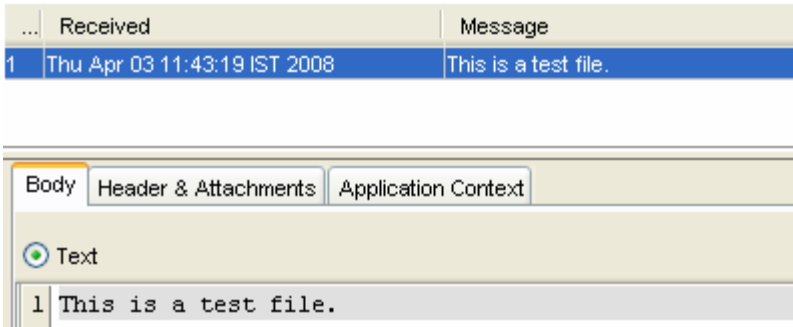 ... Received Message
1 Thu Apr 03 11:43:19 IST 2008 This is a test file.
Body Header & Attachments Application Context
Text
1 This is a test file.